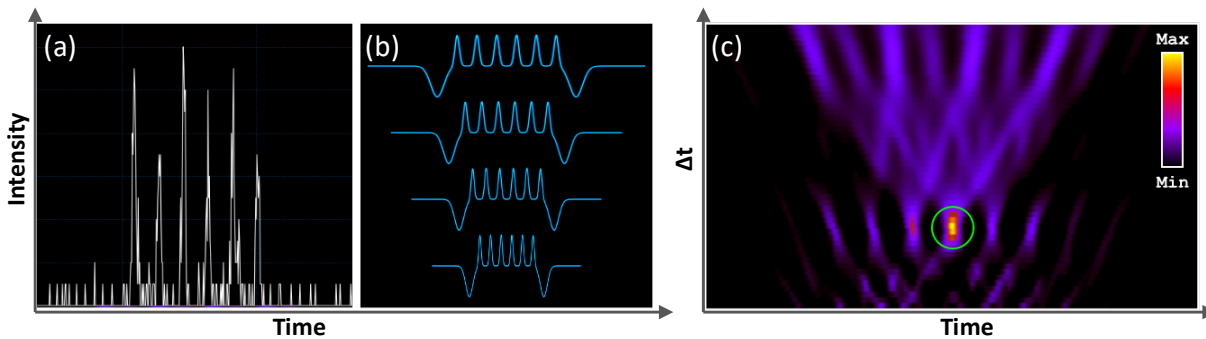 (a)
(b)
(c)
Max
Min
Intensity
Δt
Time
Time